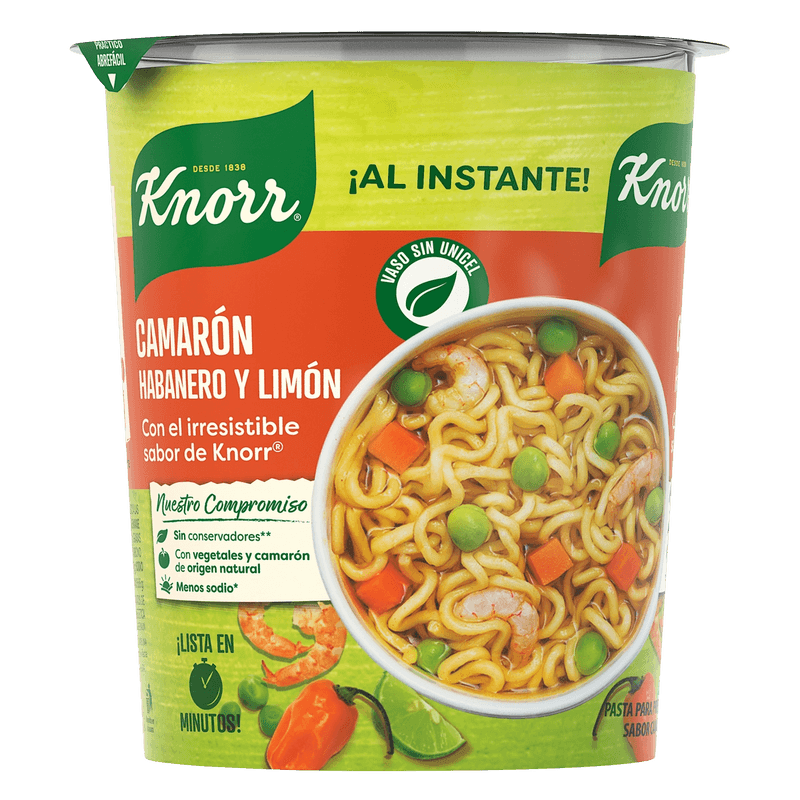 PRÁCTICO
ABREFÁCIL
DESDE 1838
Knorr®
¡AL INSTANTE!
Knorr
VASO SIN UNICEL
CAMARÓN
HABANERO Y LIMÓN
Con el irresistible
sabor de Knorr®
Nuestro Compromiso
Sin conservadores**
Con vegetales y camarón
de origen natural
Menos sodio*
¡LISTA EN
MINUTOS!
PASTA PARA
SABOR